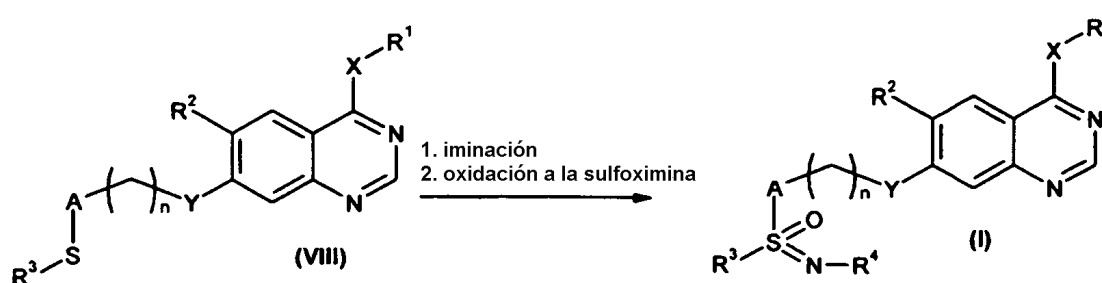 R¹
X
R²
N
N
A
( )n
Y
S
R³
(VIII)
1. iminación
2. oxidación a la sulfoximina
R
X
R²
N
N
A
( )n
Y
O
S
R³
N—R⁴
(I)